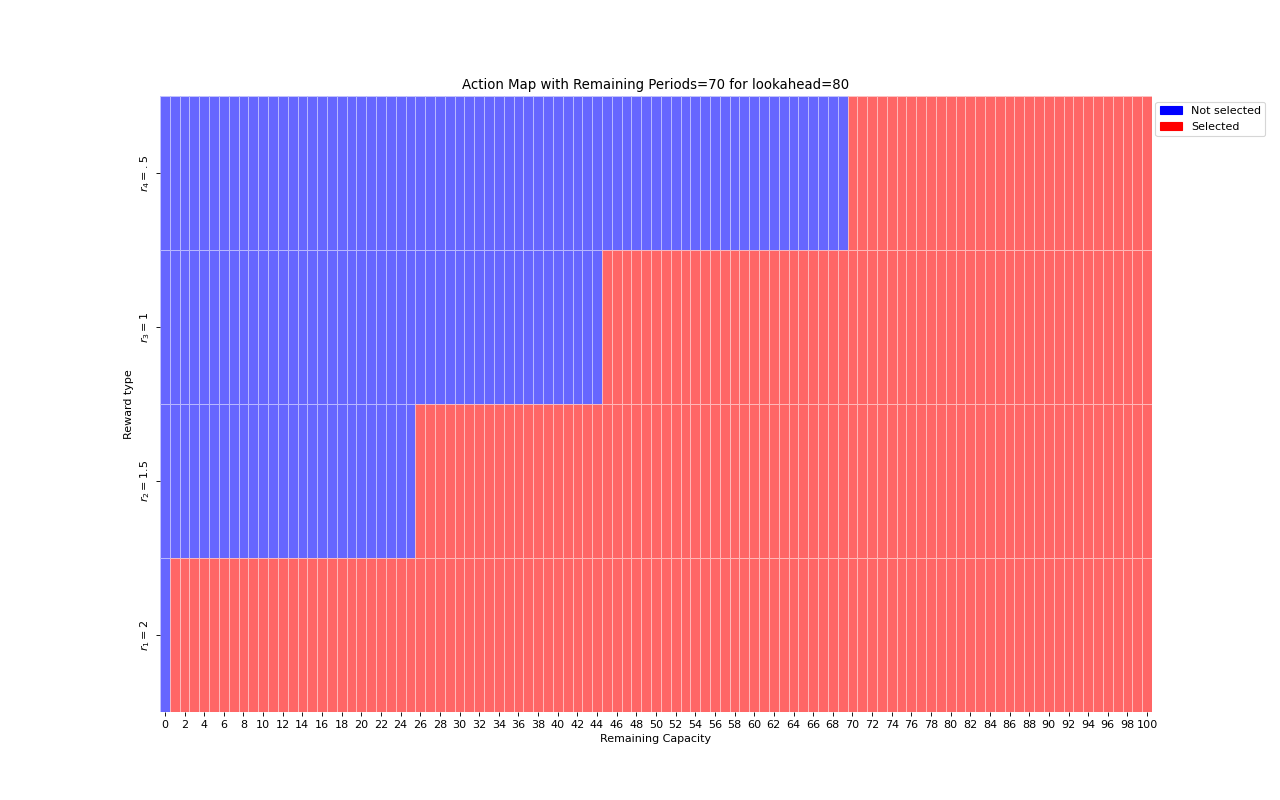 Action Map with Remaining Periods=70 for lookahead=80
Not selected
Selected
r₄ = .5
r₃ = 1
r₂ = 1.5
r₁ = 2
Reward type
0 2 4 6 8 10 12 14 16 18 20 22 24 26 28 30 32 34 36 38 40 42 44 46 48 50 52 54 56 58 60 62 64 66 68 70 72 74 76 78 80 82 84 86 88 90 92 94 96 98 100
Remaining Capacity